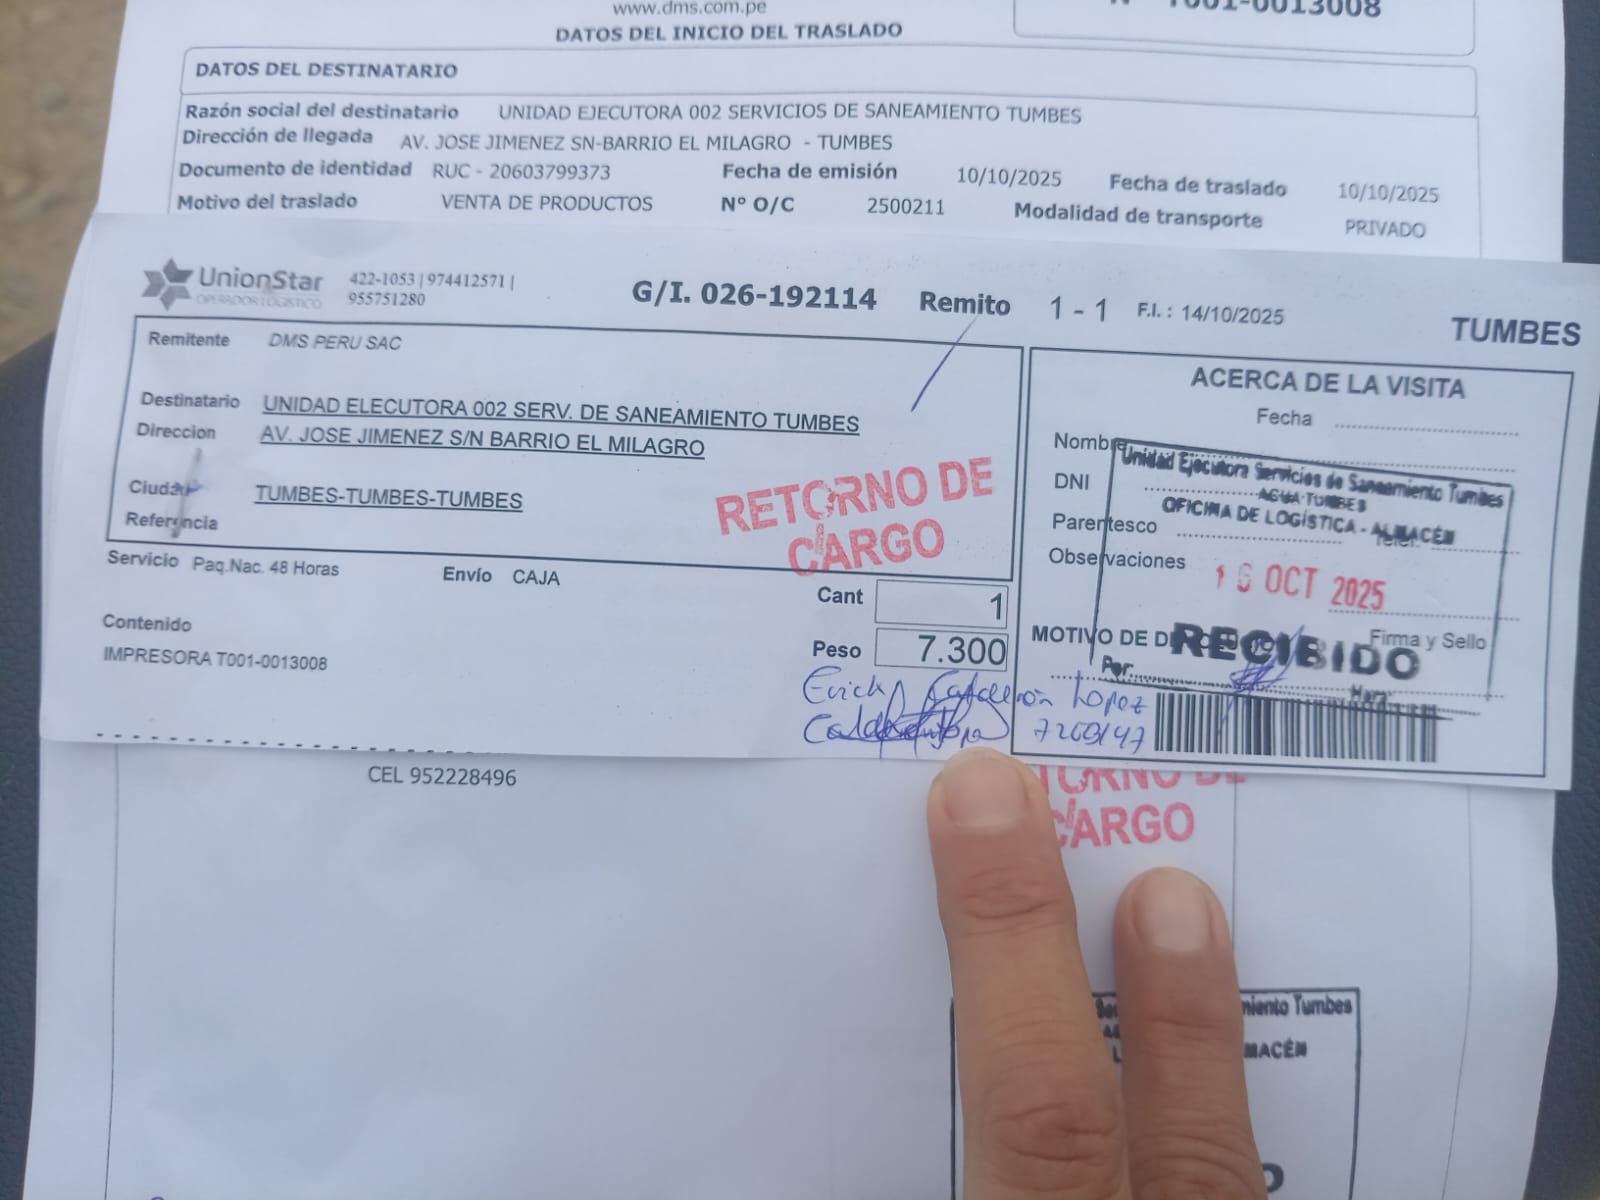 www.dms.com.pe
T001-0013008
DATOS DEL INICIO DEL TRASLADO
DATOS DEL DESTINATARIO
Razón social del destinatario UNIDAD EJECUTORA 002 SERVICIOS DE SANEAMIENTO TUMBES
Dirección de llegada AV. JOSE JIMENEZ SN-BARRIO EL MILAGRO - TUMBES
Documento de identidad RUC - 20603799373 Fecha de emisión 10/10/2025 Fecha de traslado 10/10/2025
Motivo del traslado VENTA DE PRODUCTOS N° O/C 2500211 Modalidad de transporte PRIVADO
UnionStar
OPERADOR LOGISTICO
422-1053 | 974412571 |
955751280
G/I. 026-192114 Remito 1 - 1 F.I. : 14/10/2025 TUMBES
Remitente DMS PERU SAC
Destinatario UNIDAD ELECUTORA 002 SERV. DE SANEAMIENTO TUMBES
Direccion AV. JOSE JIMENEZ S/N BARRIO EL MILAGRO
Ciudad TUMBES-TUMBES-TUMBES
Referencia
RETORNO DE
CARGO
Servicio Paq.Nac. 48 Horas Envío CAJA
Cant 1
Peso 7.300
Contenido
IMPRESORA T001-0013008
ACERCA DE LA VISITA
Fecha
Nombre
DNI
Parentesco Telef.
Observaciones
Firma y Sello
MOTIVO DE
Unidad Ejecutora Servicios de Saneamiento Tumbes
AGUA TUMBES
OFICINA DE LOGÍSTICA - ALMACÉN
16 OCT 2025
RECIBIDO
Por: Hora:
Erick Calderón Lopez
CEL 952228496
TORNO DE
CARGO
miento Tumbes
MACÉN